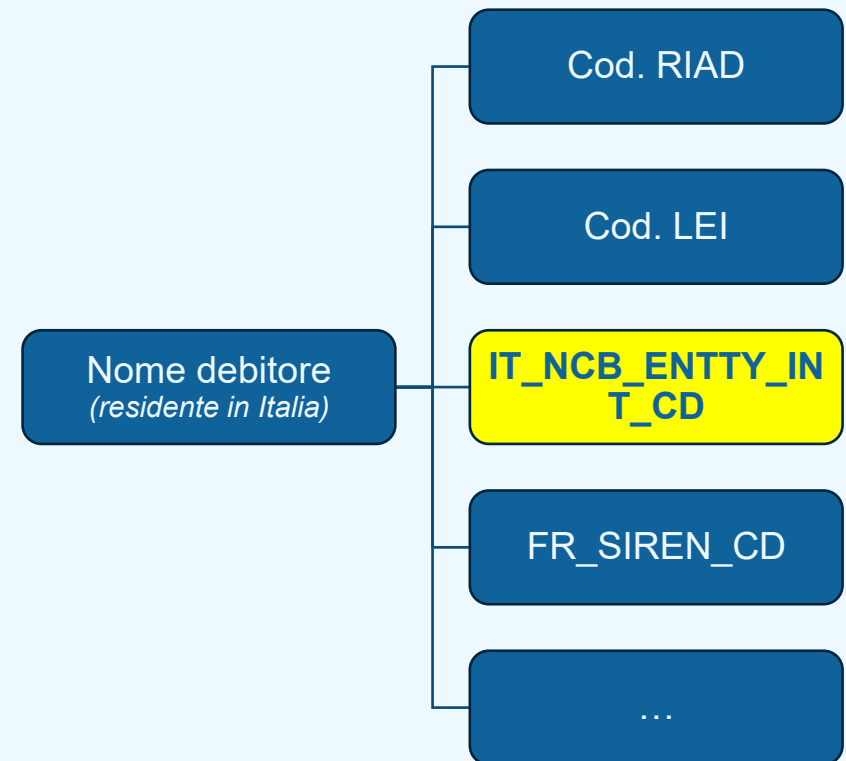 Cod. RIAD
Cod. LEI
Nome debitore
(residente in Italia)
IT_NCB_ENTTY_IN
T_CD
FR_SIREN_CD
…